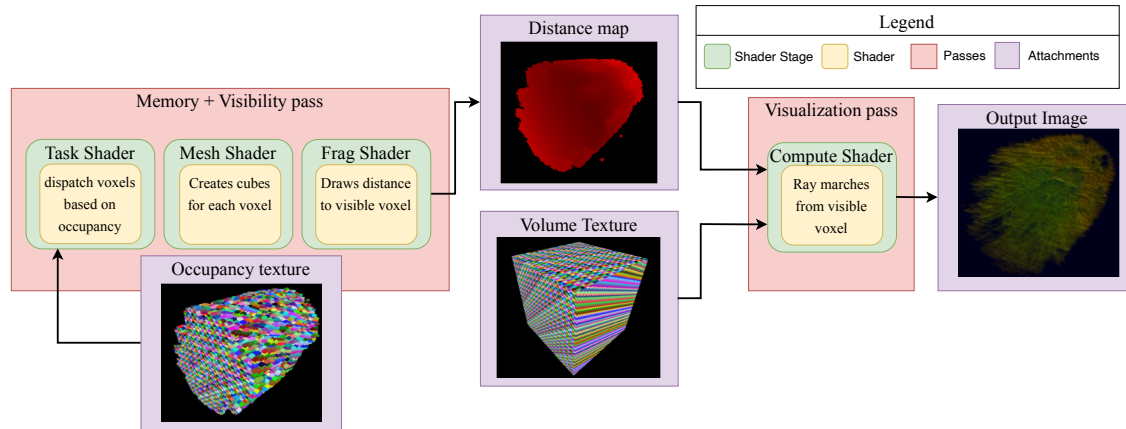 Distance map
Legend
Shader Stage
Shader
Passes
Attachments
Memory + Visibility pass
Task Shader
dispatch voxels
based on
occupancy
Mesh Shader
Creates cubes
for each voxel
Frag Shader
Draws distance
to visible voxel
Occupancy texture
Volume Texture
Visualization pass
Compute Shader
Ray marches
from visible
voxel
Output Image